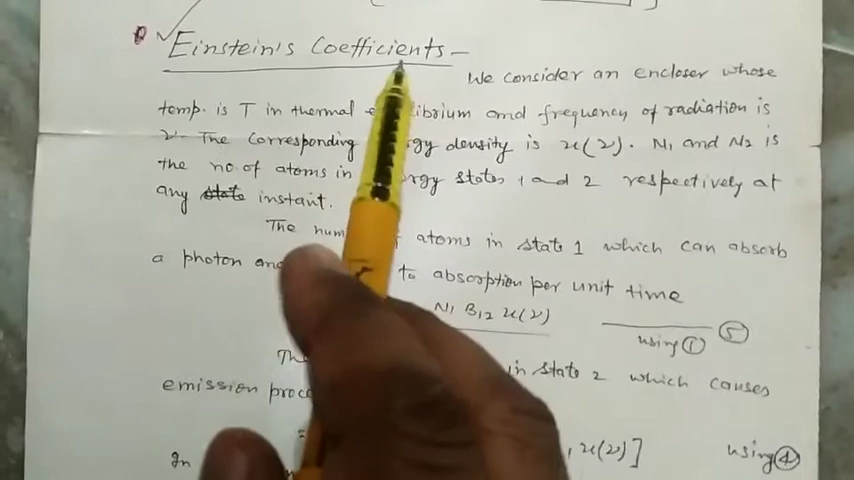 Einstein's Coefficients-
We consider an encloser whose
temp. is T in thermal librium and frequency of radiation is
ν. The corresponding density is u(ν). N1 and N2 is
the no of atoms in states 1 and 2 respectively at
any state instant.
The atoms in state 1 which can absorb
a photon to absorption per unit time
N1 B12 u(ν) 5
using 1
in state 2 which causes
emission
u(ν)] using 4
In